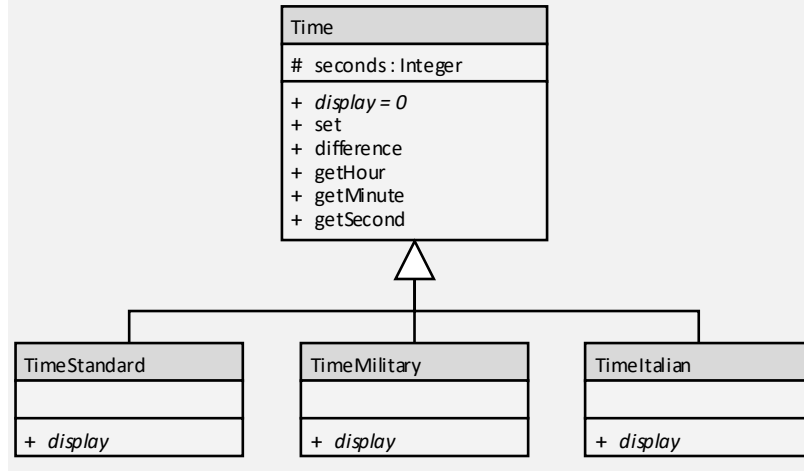 Time
# seconds : Integer
+ display = 0
+ set
+ difference
+ getHour
+ getMinute
+ getSecond
TimeStandard
+ display
TimeMilitary
+ display
TimeItalian
+ display